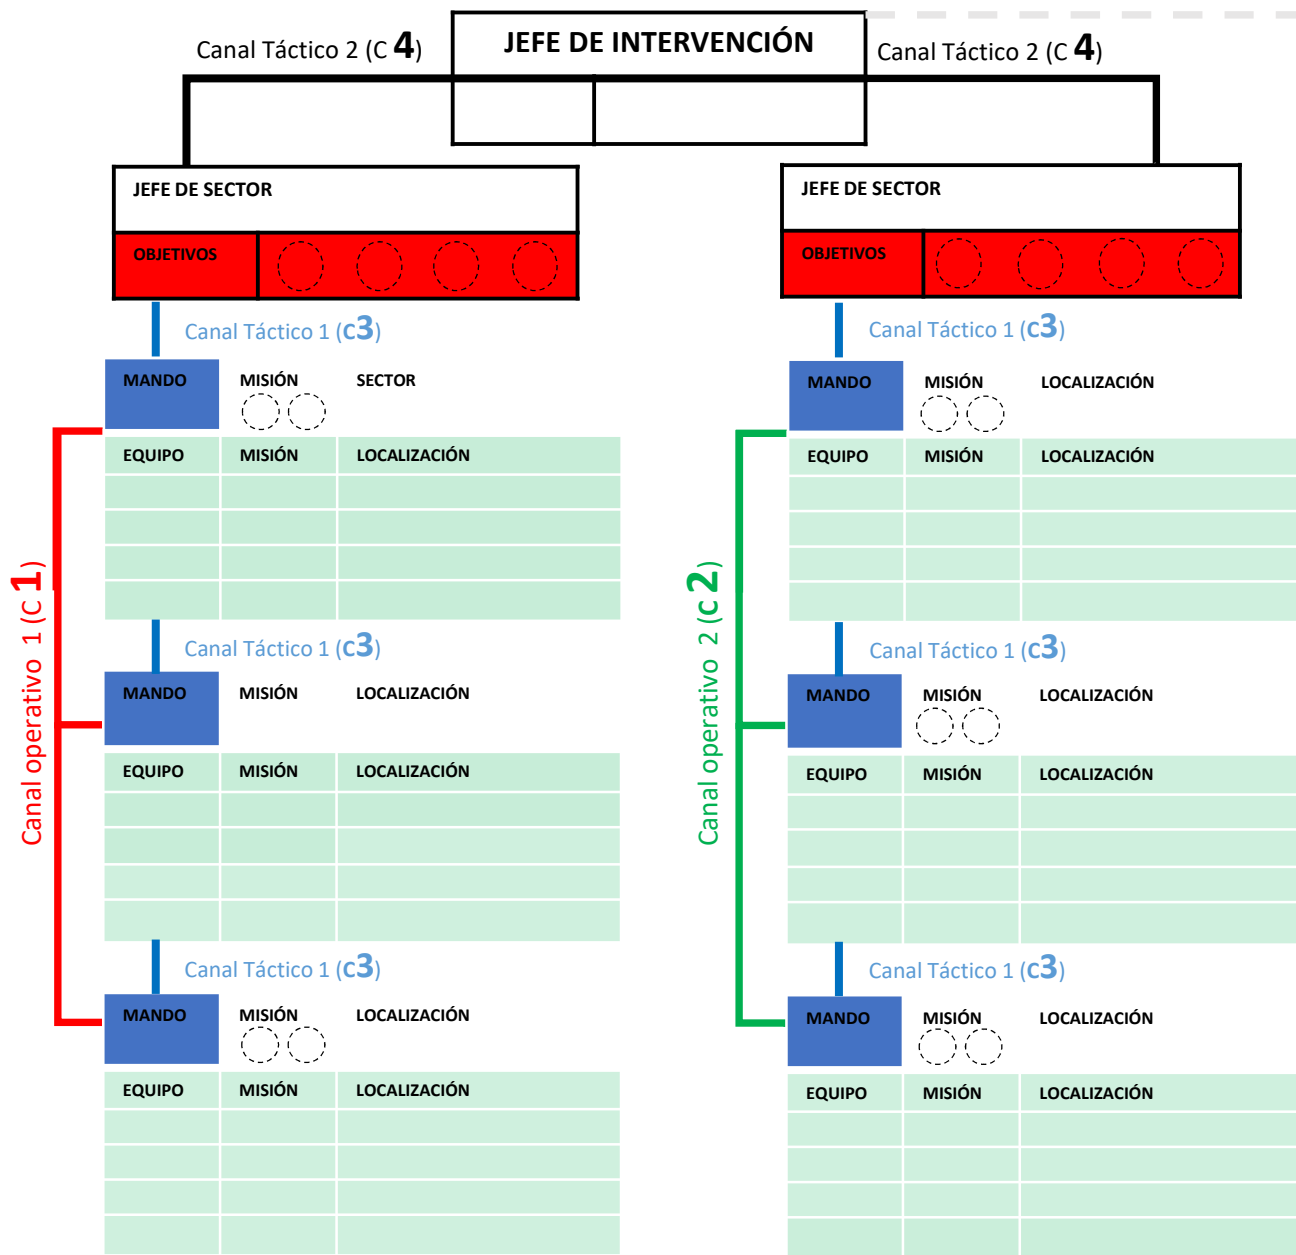 JEFE DE INTERVENCIÓN
Canal Táctico 2 (C 4)
Canal Táctico 2 (C 4)
JEFE DE SECTOR
OBJETIVOS
Canal Táctico 1 (C3)
MANDO MISIÓN SECTOR
EQUIPO MISIÓN LOCALIZACIÓN
Canal Táctico 1 (C3)
MANDO MISIÓN LOCALIZACIÓN
EQUIPO MISIÓN LOCALIZACIÓN
Canal Táctico 1 (C3)
MANDO MISIÓN LOCALIZACIÓN
EQUIPO MISIÓN LOCALIZACIÓN
Canal operativo 1 (C 1)
JEFE DE SECTOR
OBJETIVOS
Canal Táctico 1 (C3)
MANDO MISIÓN LOCALIZACIÓN
EQUIPO MISIÓN LOCALIZACIÓN
Canal Táctico 1 (C3)
MANDO MISIÓN LOCALIZACIÓN
EQUIPO MISIÓN LOCALIZACIÓN
Canal Táctico 1 (C3)
MANDO MISIÓN LOCALIZACIÓN
EQUIPO MISIÓN LOCALIZACIÓN
Canal operativo 2 (C 2)